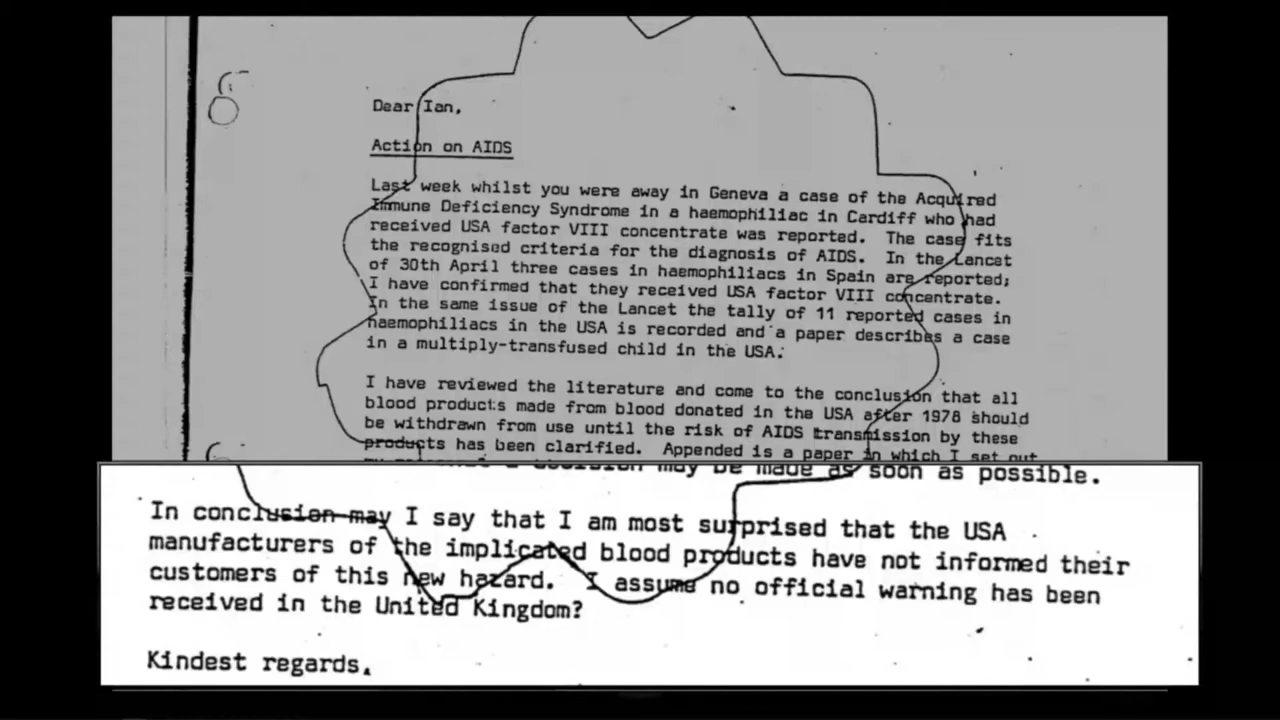 Dear Ian,
Action on AIDS
Last week whilst you were away in Geneva a case of the Acquired
Immune Deficiency Syndrome in a haemophiliac in Cardiff who had
received USA factor VIII concentrate was reported. The case fits
the recognised criteria for the diagnosis of AIDS. In the Lancet
of 30th April three cases in haemophiliacs in Spain are reported;
I have confirmed that they received USA factor VIII concentrate.
In the same issue of the Lancet the tally of 11 reported cases in
haemophiliacs in the USA is recorded and a paper describes a case
in a multiply-transfused child in the USA.
I have reviewed the literature and come to the conclusion that all
blood products made from blood donated in the USA after 1978 should
be withdrawn from use until the risk of AIDS transmission by these
products has been clarified. Appended is a paper in which I set out
decision may be made as soon as possible.
In conclusion may I say that I am most surprised that the USA
manufacturers of the implicated blood products have not informed their
customers of this new hazard. I assume no official warning has been
received in the United Kingdom?
Kindest regards.